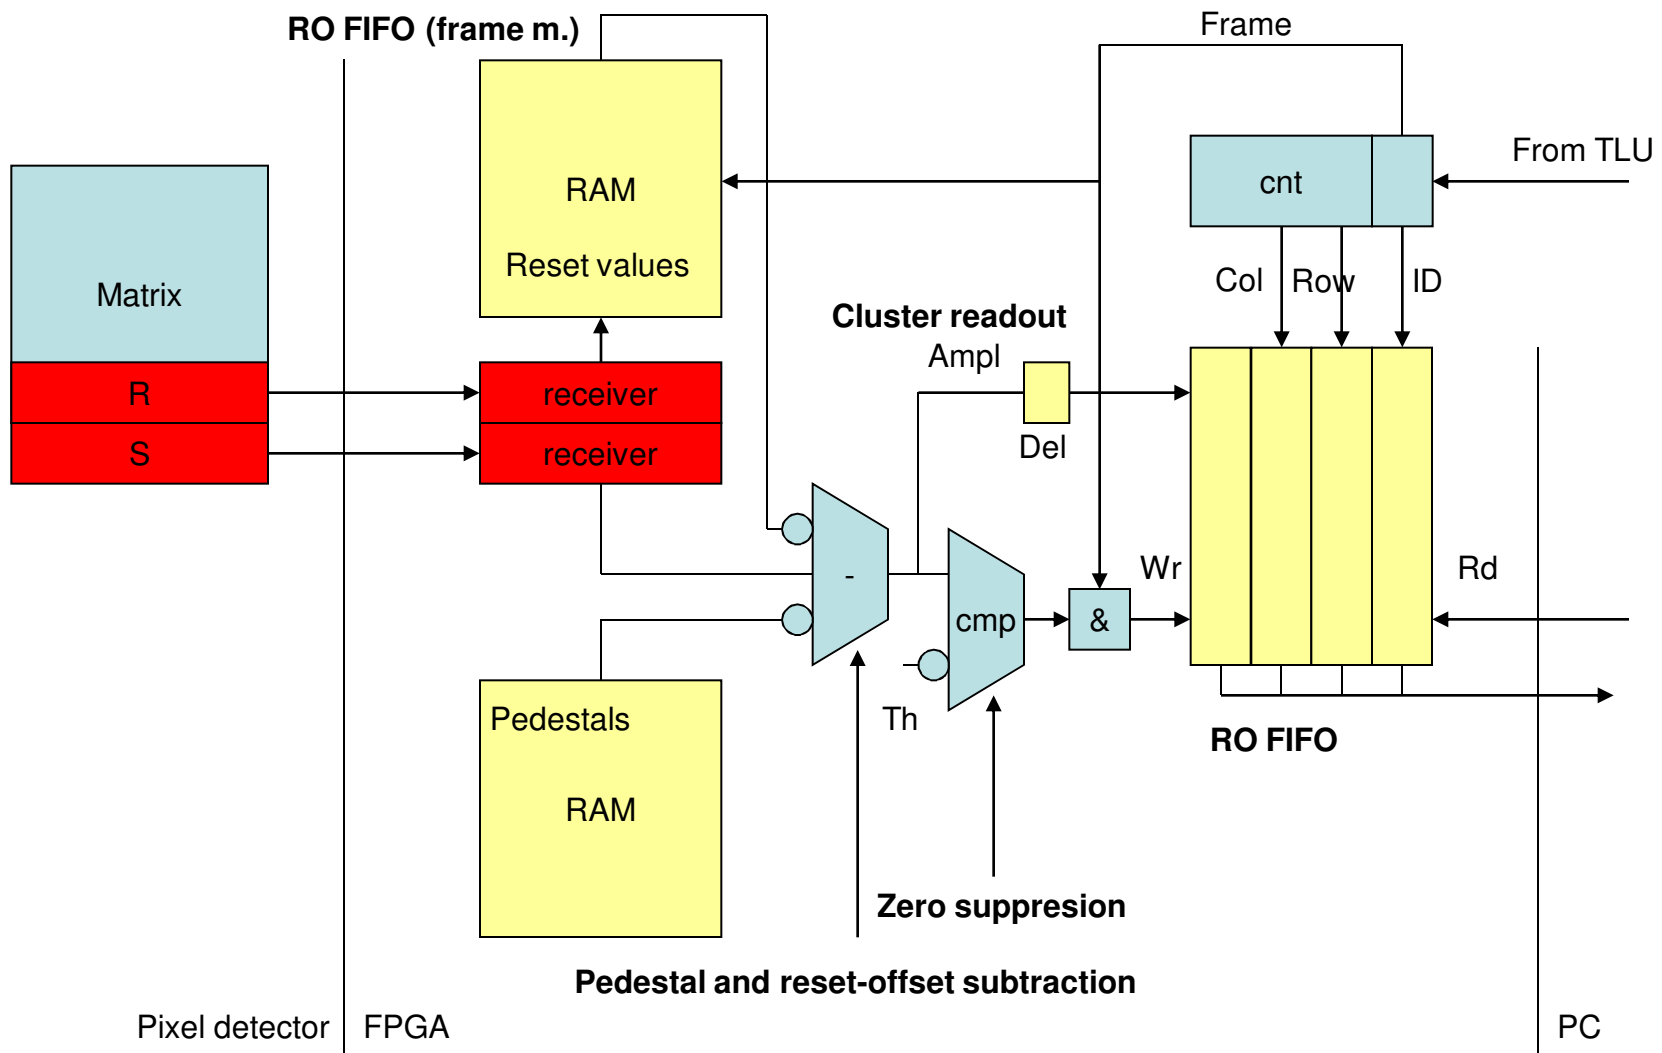 RO FIFO (frame m.)
Frame
From TLU
cnt
RAM
Reset values
Matrix
Col
Row
ID
Cluster readout
Ampl
R
receiver
Del
S
receiver
-
Wr
Rd
cmp
&
Pedestals
Th
RO FIFO
RAM
Zero suppresion
Pedestal and reset-offset subtraction
Pixel detector
FPGA
PC